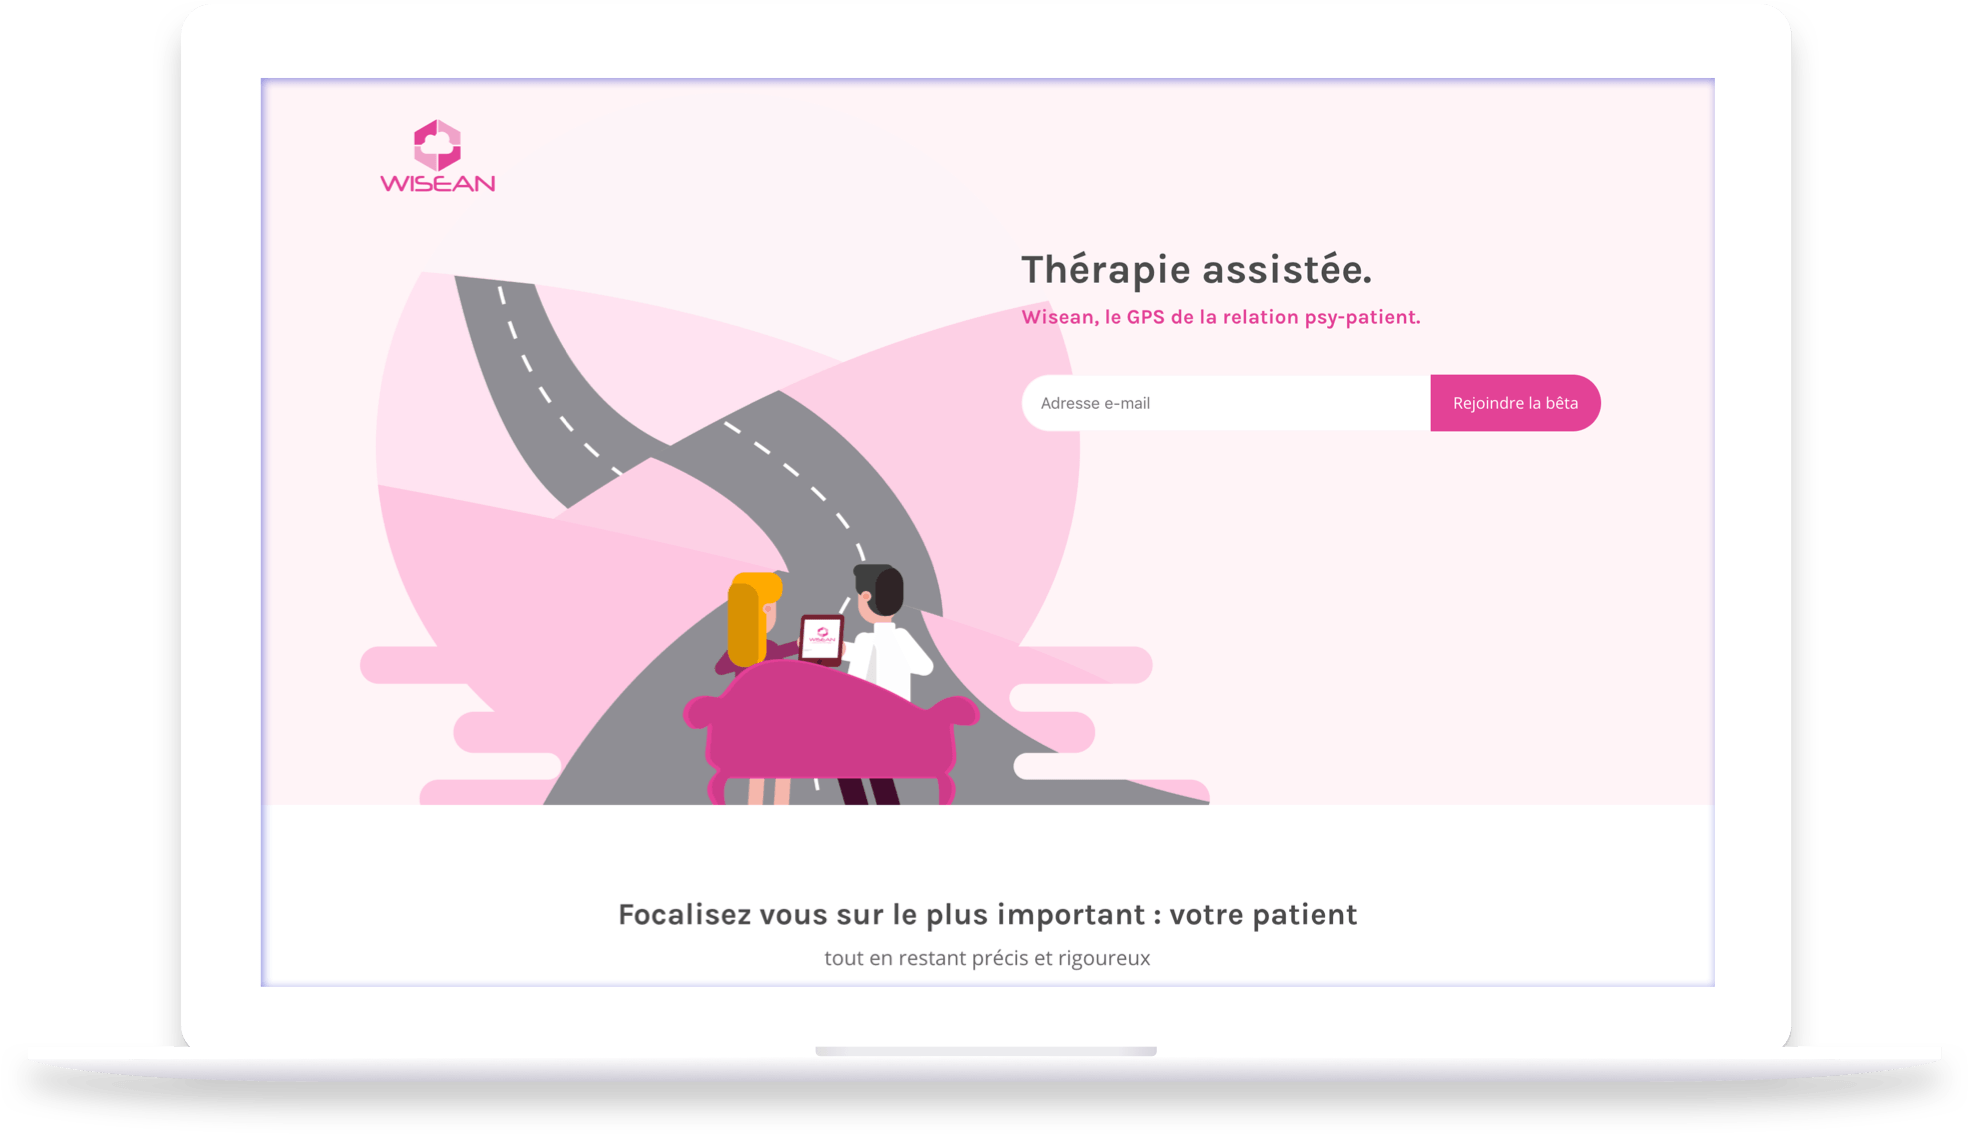 WISEAN
Thérapie assistée.
Wisean, le GPS de la relation psy-patient.
Adresse e-mail
Rejoindre la bêta
WISEAN
Focalisez vous sur le plus important : votre patient
tout en restant précis et rigoureux